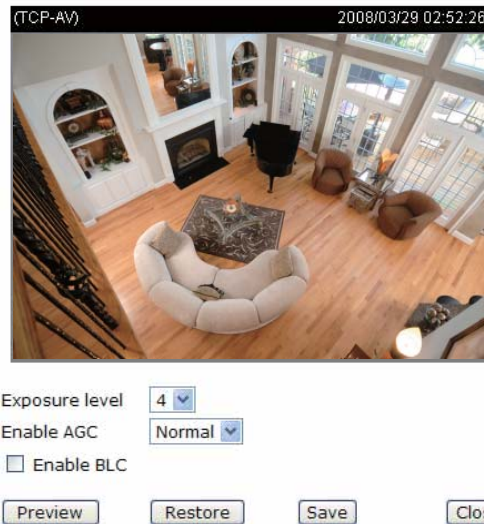 (TCP-AV) 2008/03/29 02:52:26
Exposure level 4
Enable AGC Normal
Enable BLC
Preview Restore Save Clo